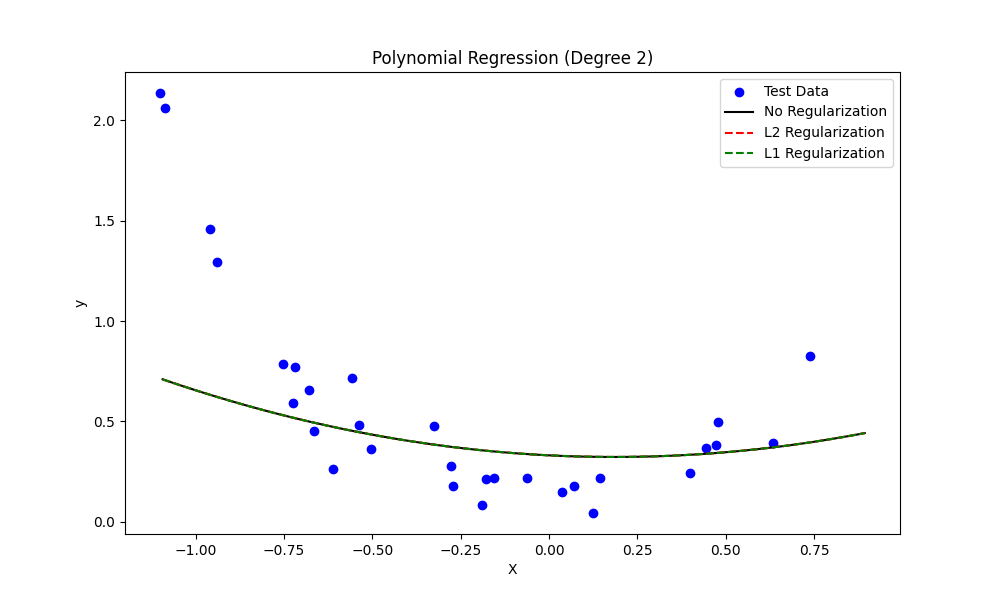 Polynomial Regression (Degree 2)
Test Data
No Regularization
L2 Regularization
L1 Regularization
2.0
1.5
1.0
0.5
0.0
y
−1.00
−0.75
−0.50
−0.25
0.00
0.25
0.50
0.75
X